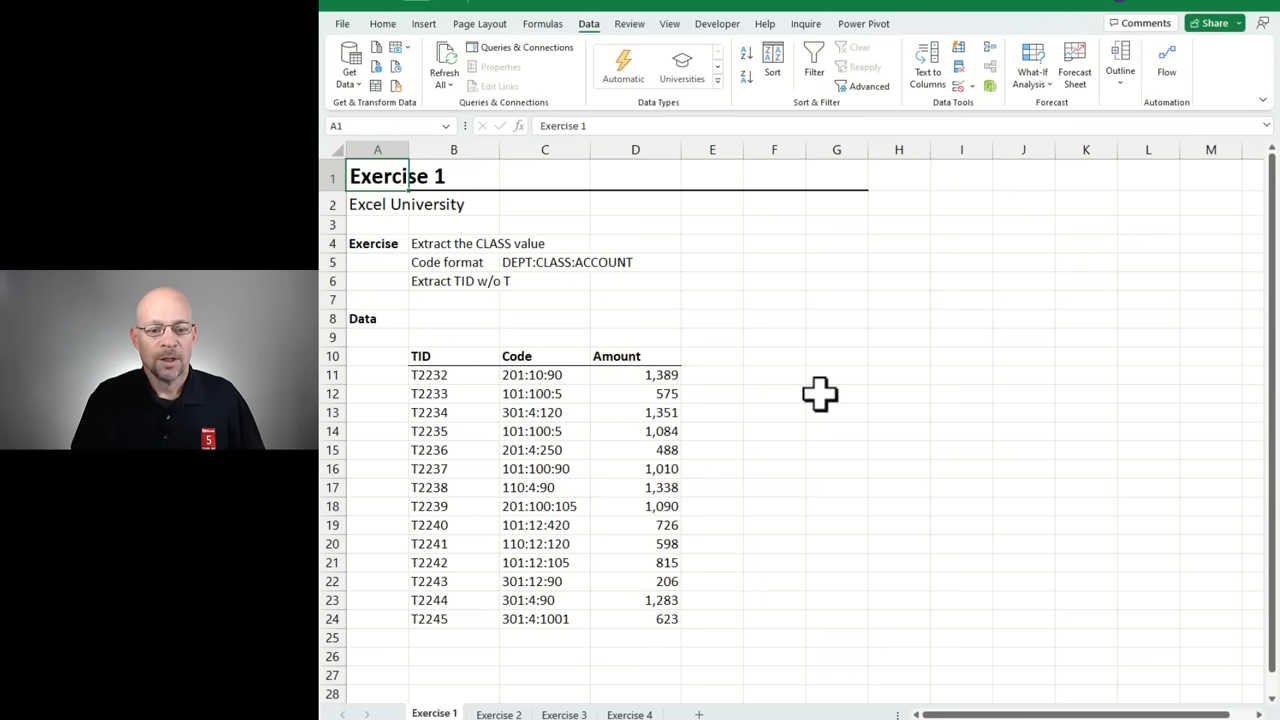 File Home Insert Page Layout Formulas Data Review View Developer Help Inquire Power Pivot Comments Share
Get Data
Refresh All
Queries & Connections
Properties
Edit Links
Automatic
Universities
Sort
Filter
Clear
Reapply
Advanced
Text to Columns
What-If Analysis
Forecast Sheet
Outline
Flow
Get & Transform Data Queries & Connections Data Types Sort & Filter Data Tools Forecast Automation
A1 fx Exercise 1
A B C D E F G H I J K L M
1 Exercise 1
2 Excel University
3
4 Exercise Extract the CLASS value
5 Code format DEPT:CLASS:ACCOUNT
6 Extract TID w/o T
7
8 Data
9
10 TID Code Amount
11 T2232 201:10:90 1,389
12 T2233 101:100:5 575
13 T2234 301:4:120 1,351
14 T2235 101:100:5 1,084
15 T2236 201:4:250 488
16 T2237 101:100:90 1,010
17 T2238 110:4:90 1,338
18 T2239 201:100:105 1,090
19 T2240 101:12:420 726
20 T2241 110:12:120 598
21 T2242 101:12:105 815
22 T2243 301:12:90 206
23 T2244 301:4:90 1,283
24 T2245 301:4:1001 623
25
26
27
28
Exercise 1 Exercise 2 Exercise 3 Exercise 4
5